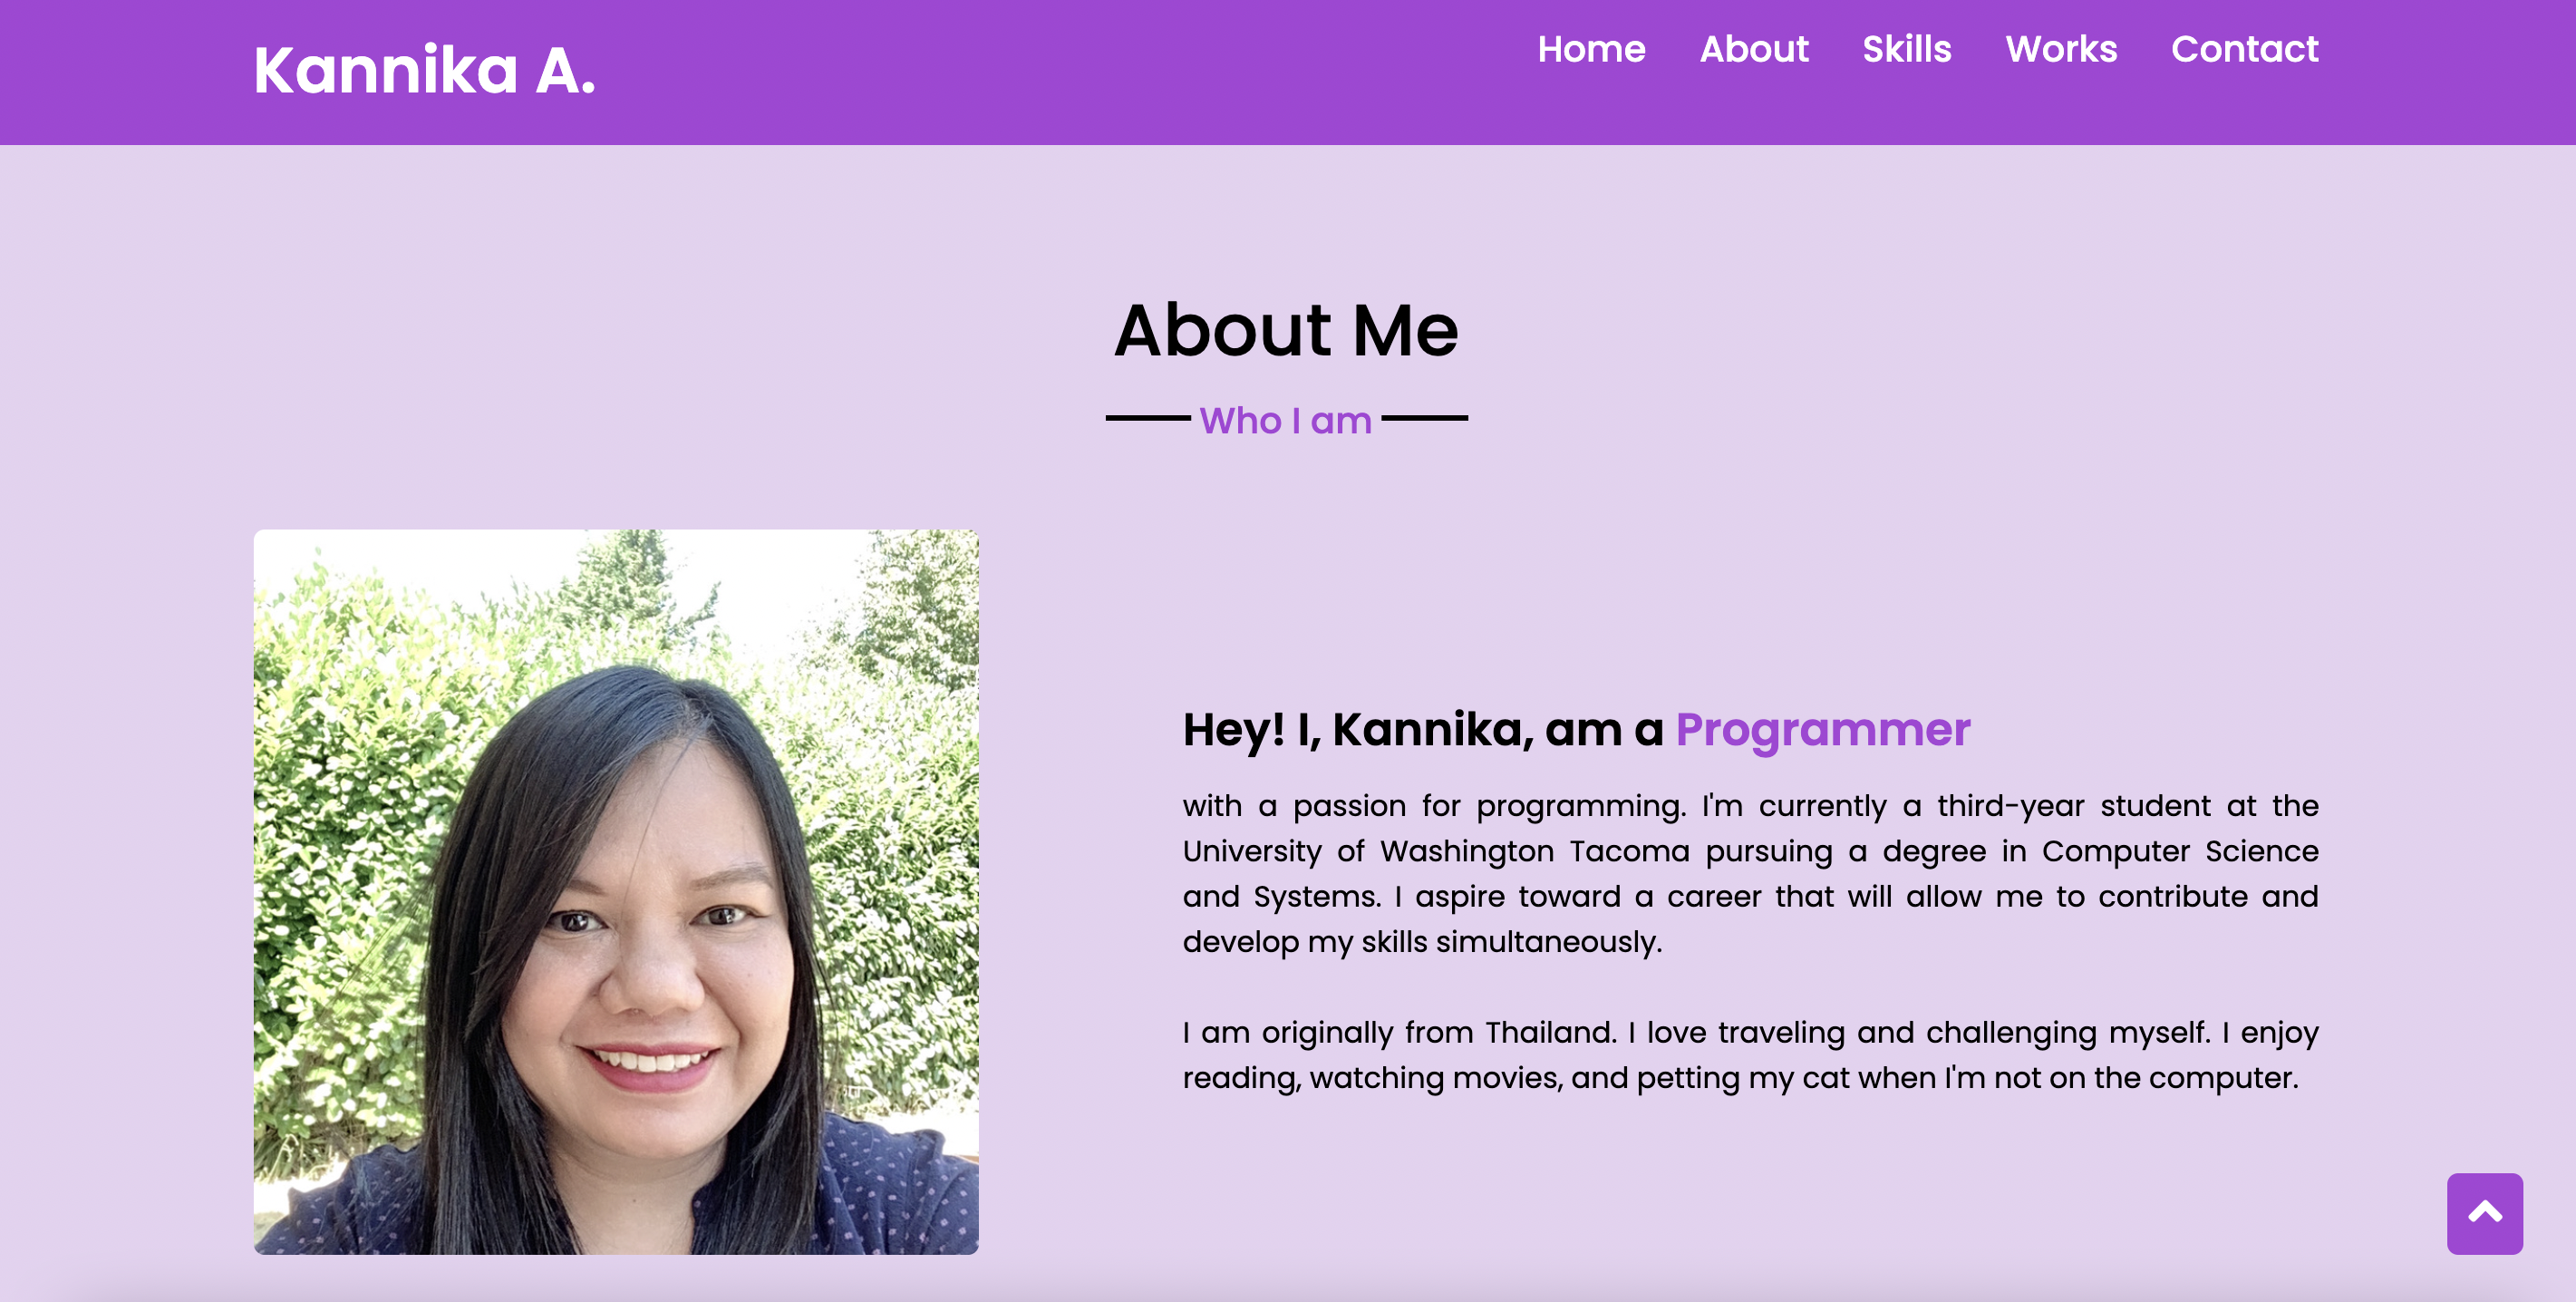 Kannika A.
Home About Skills Works Contact
About Me
Who I am
Hey! I, Kannika, am a Programmer
with a passion for programming. I'm currently a third-year student at the
University of Washington Tacoma pursuing a degree in Computer Science
and Systems. I aspire toward a career that will allow me to contribute and
develop my skills simultaneously.
I am originally from Thailand. I love traveling and challenging myself. I enjoy
reading, watching movies, and petting my cat when I'm not on the computer.